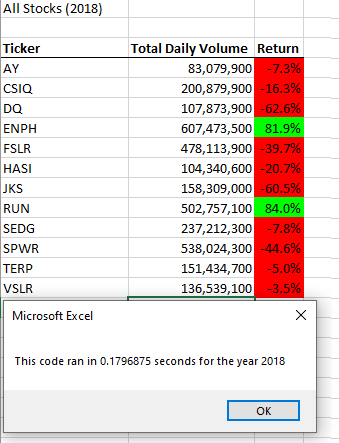 All Stocks (2018)
Ticker Total Daily Volume Return
AY 83,079,900 -7.3%
CSIQ 200,879,900 -16.3%
DQ 107,873,900 -62.6%
ENPH 607,473,500 81.9%
FSLR 478,113,900 -39.7%
HASI 104,340,600 -20.7%
JKS 158,309,000 -60.5%
RUN 502,757,100 84.0%
SEDG 237,212,300 -7.8%
SPWR 538,024,300 -44.6%
TERP 151,434,700 -5.0%
VSLR 136,539,100 -3.5%
Microsoft Excel
This code ran in 0.1796875 seconds for the year 2018
OK